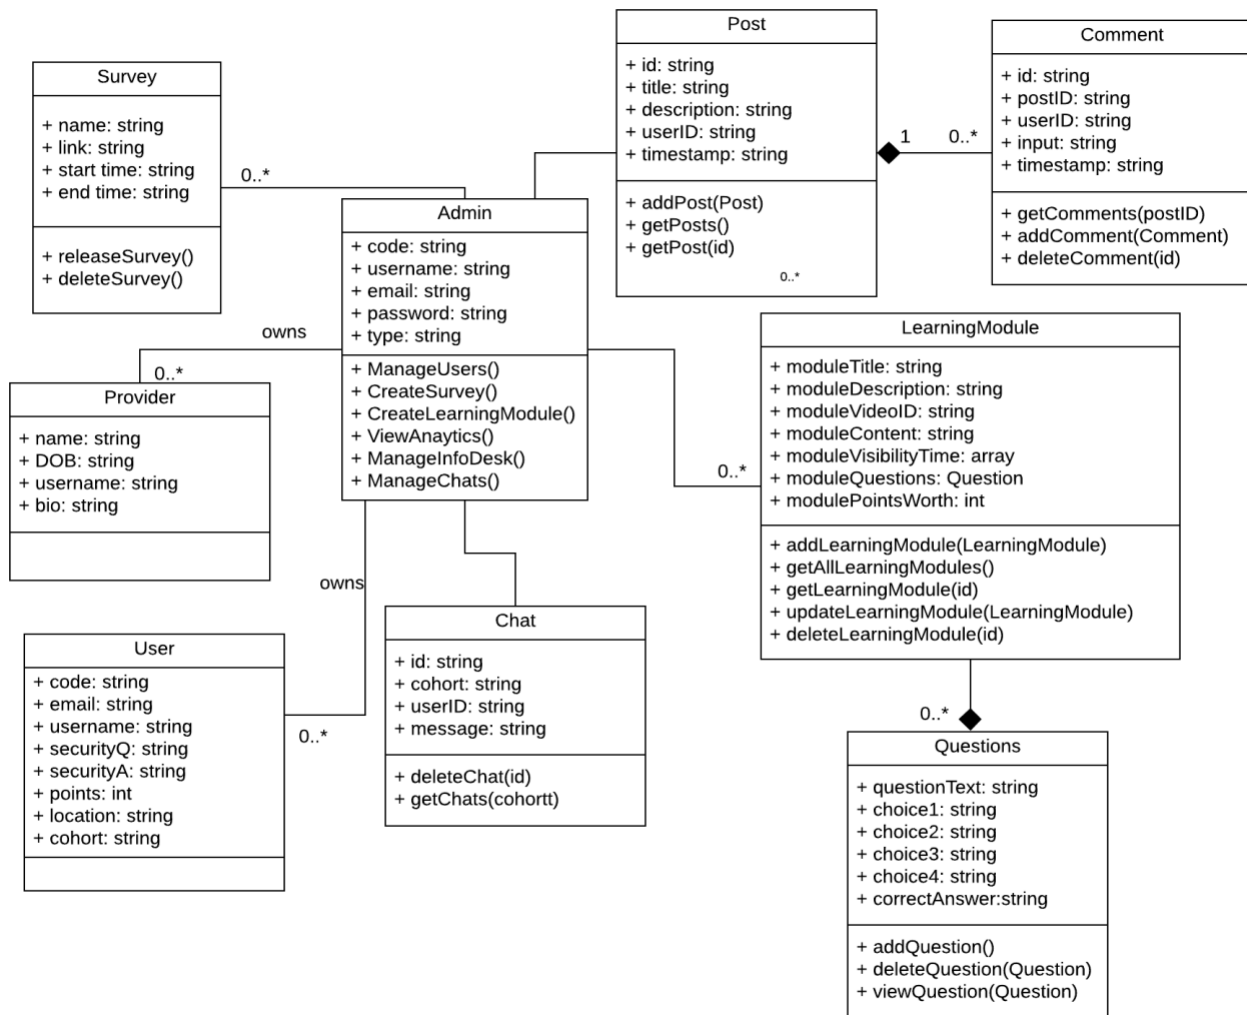 Survey
+ name: string
+ link: string
+ start time: string
+ end time: string
+ releaseSurvey()
+ deleteSurvey()
0..*
Post
+ id: string
+ title: string
+ description: string
+ userID: string
+ timestamp: string
+ addPost(Post)
+ getPosts()
+ getPost(id)
0..*
1
0..*
Comment
+ id: string
+ postID: string
+ userID: string
+ input: string
+ timestamp: string
+ getComments(postID)
+ addComment(Comment)
+ deleteComment(id)
Admin
+ code: string
+ username: string
+ email: string
+ password: string
+ type: string
+ ManageUsers()
+ CreateSurvey()
+ CreateLearningModule()
+ ViewAnaytics()
+ ManageInfoDesk()
+ ManageChats()
owns
0..*
Provider
+ name: string
+ DOB: string
+ username: string
+ bio: string
0..*
LearningModule
+ moduleTitle: string
+ moduleDescription: string
+ moduleVideoID: string
+ moduleContent: string
+ moduleVisibilityTime: array
+ moduleQuestions: Question
+ modulePointsWorth: int
+ addLearningModule(LearningModule)
+ getAllLearningModules()
+ getLearningModule(id)
+ updateLearningModule(LearningModule)
+ deleteLearningModule(id)
owns
0..*
User
+ code: string
+ email: string
+ username: string
+ securityQ: string
+ securityA: string
+ points: int
+ location: string
+ cohort: string
Chat
+ id: string
+ cohort: string
+ userID: string
+ message: string
+ deleteChat(id)
+ getChats(cohortt)
0..*
Questions
+ questionText: string
+ choice1: string
+ choice2: string
+ choice3: string
+ choice4: string
+ correctAnswer:string
+ addQuestion()
+ deleteQuestion(Question)
+ viewQuestion(Question)